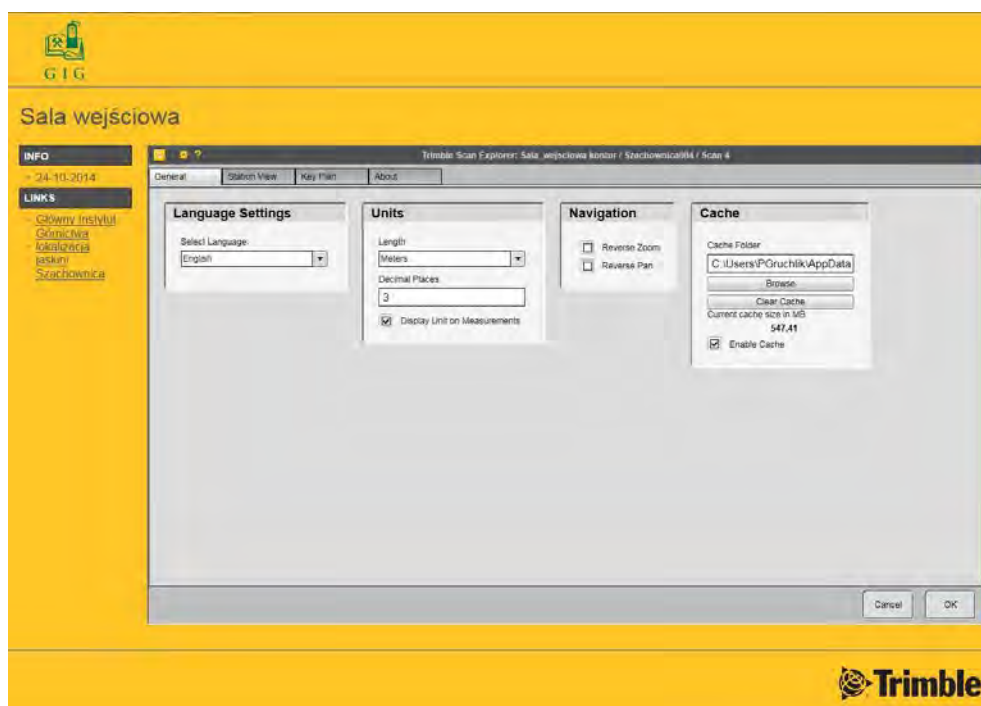 GIG
Sala wejściowa
INFO
24-10-2014
LINKS
Główny Instytut
Górnictwa
lokalizacja
jaskini
Szachownica
?
Trimble Scan Explorer: Sala_wejsciowa kontur / Szachownica004 / Scan 4
General
Station View
Key Plan
About
Language Settings
Select Language
English
Units
Length
Meters
Decimal Places
3
Display Unit on Measurements
Navigation
Reverse Zoom
Reverse Pan
Cache
Cache Folder
C:\Users\PGruchlik\AppData
Browse
Clear Cache
Current cache size in MB
547,41
Enable Cache
Cancel
OK
Trimble